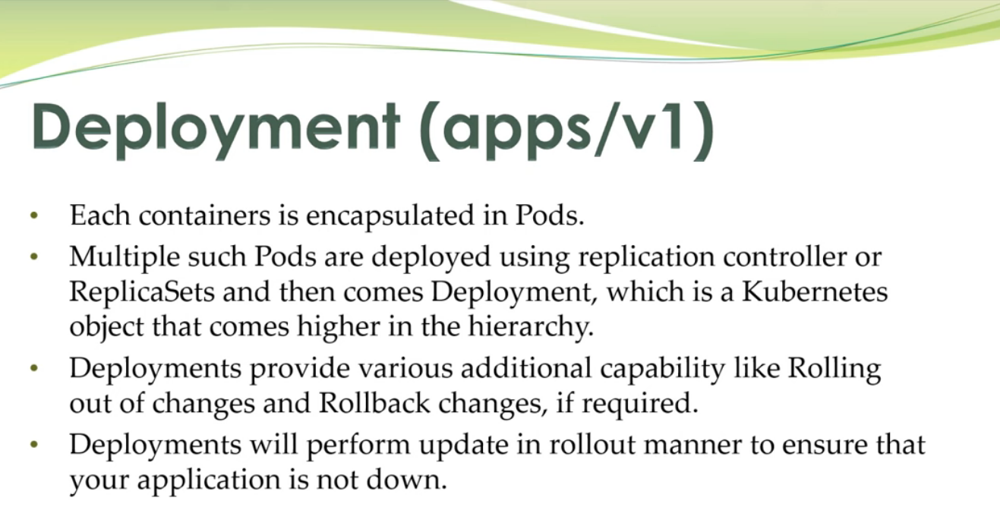 Deployment (apps/v1)
• Each containers is encapsulated in Pods.
• Multiple such Pods are deployed using replication controller or
ReplicaSets and then comes Deployment, which is a Kubernetes
object that comes higher in the hierarchy.
• Deployments provide various additional capability like Rolling
out of changes and Rollback changes, if required.
• Deployments will perform update in rollout manner to ensure that
your application is not down.